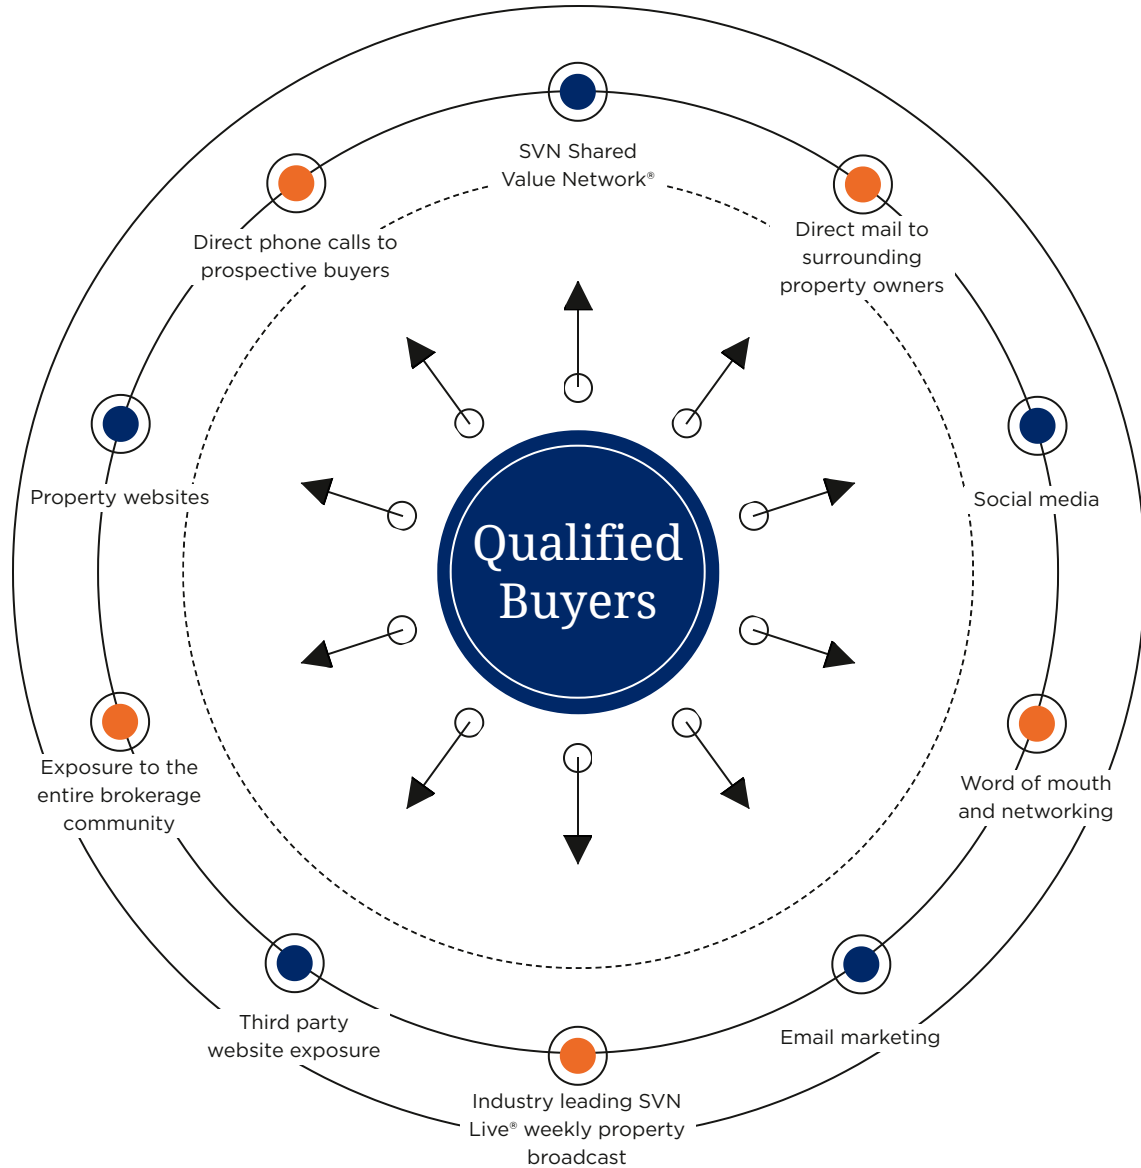 SVN Shared
Value Network®
Direct mail to
surrounding
property owners
Social media
Word of mouth
and networking
Email marketing
Industry leading SVN
Live® weekly property
broadcast
Third party
website exposure
Exposure to the
entire brokerage
community
Property websites
Direct phone calls to
prospective buyers
Qualified
Buyers